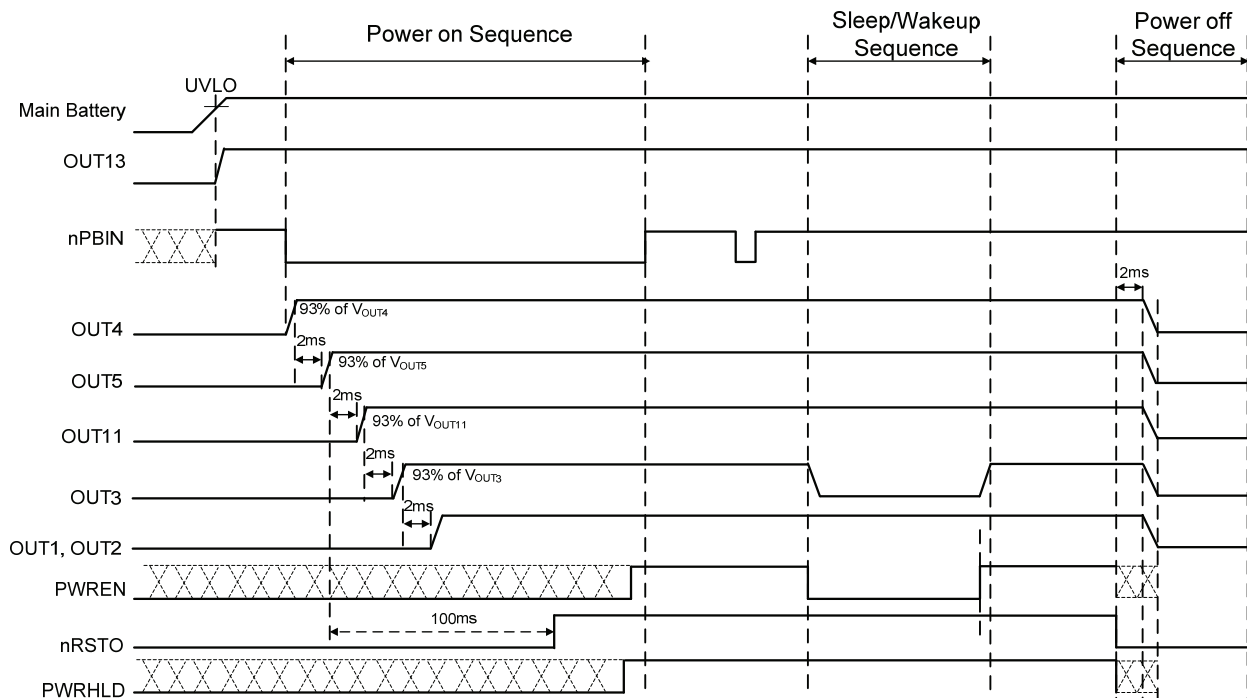 Power on Sequence
Sleep/Wakeup
Sequence
Power off
Sequence
UVLO
Main Battery
OUT13
nPBIN
2ms
93% of VOUT4
OUT4
2ms
93% of VOUT5
OUT5
2ms
93% of VOUT11
OUT11
2ms
93% of VOUT3
OUT3
2ms
OUT1, OUT2
PWREN
100ms
nRSTO
PWRHLD